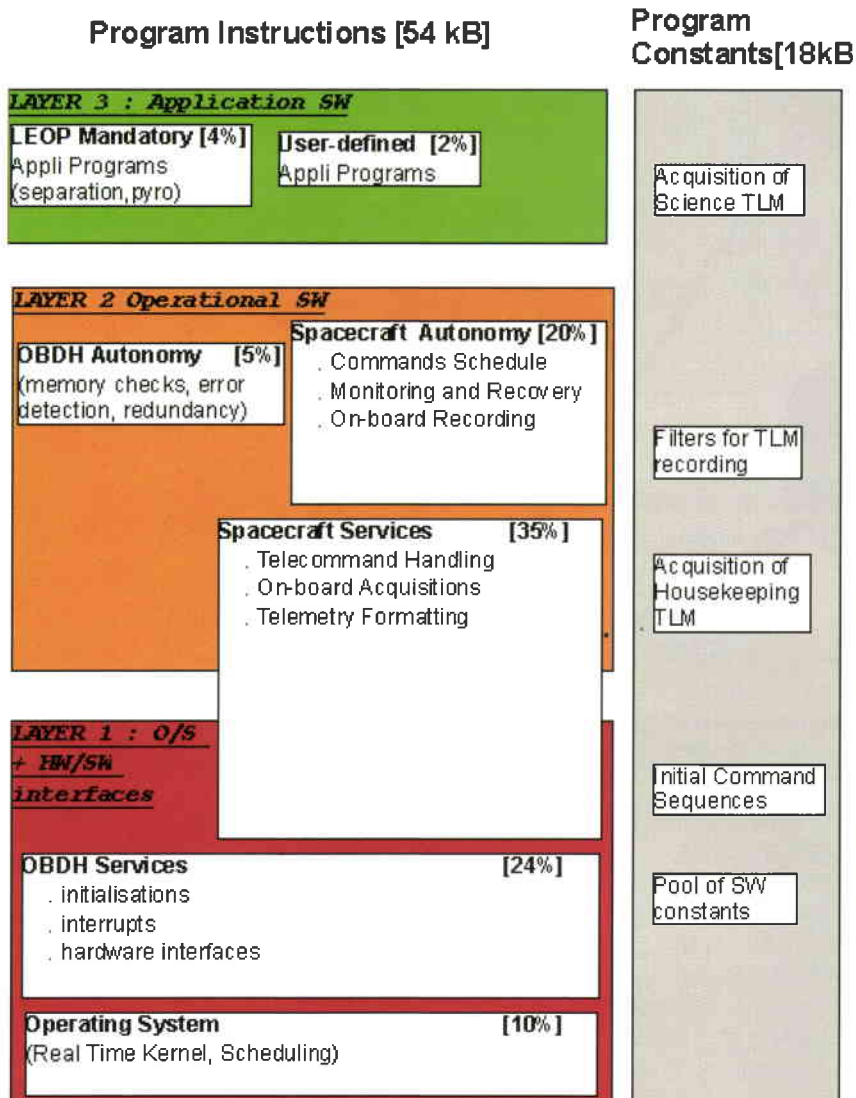 Program Instructions [54 kB]
Program
Constants[18kB
LAYER 3 : Application SW
LEOP Mandatory [4%]
Appli Programs
(separation,pyro)
User-defined [2%]
Appli Programs
LAYER 2 Operational SW
OBDH Autonomy [5%]
(memory checks, error
detection, redundancy)
Spacecraft Autonomy [20%]
. Commands Schedule
. Monitoring and Recovery
. On-board Recording
Spacecraft Services [35%]
. Telecommand Handling
. On-board Acquisitions
. Telemetry Formatting
LAYER 1 : O/S
+ HW/SW
interfaces
OBDH Services [24%]
. initialisations
. interrupts
. hardware interfaces
Operating System [10%]
(Real Time Kernel, Scheduling)
Acquisition of
Science TLM
Filters for TLM
recording
Acquisition of
Housekeeping
TLM
Initial Command
Sequences
Pool of SW
constants